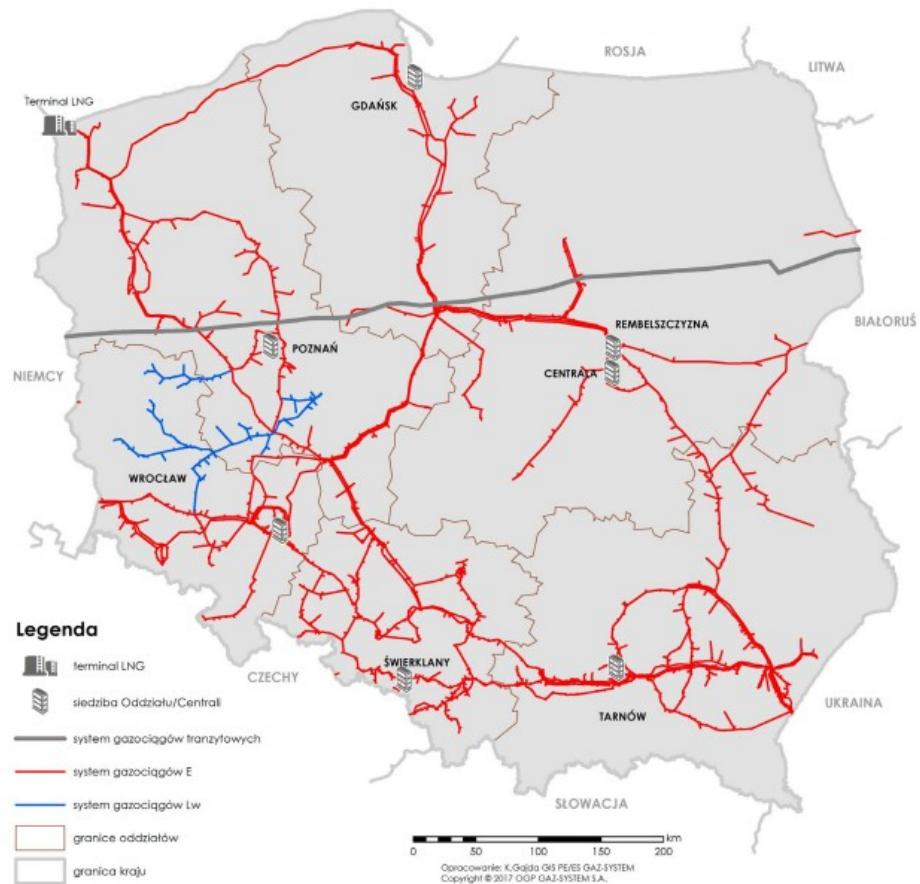 ROSJA
LITWA
GDAŃSK
Terminal LNG
REMBELSZCZYZNA
BIAŁORUŚ
POZNAŃ
NIEMCY
CENTRALA
WROCŁAW
Legenda
terminal LNG
siedziba Oddziału/Centrali
system gazociągów tranzytowych
system gazociągów E
system gazociągów Lw
granice oddziałów
granica kraju
CZECHY
ŚWIERKLANY
TARNÓW
UKRAINA
SŁOWACJA
km
0 50 100 150 200
Opracowanie: K.Gajda GIS PE/ES GAZ-SYSTEM
Copyright © 2017 OGP GAZ-SYSTEM S.A.